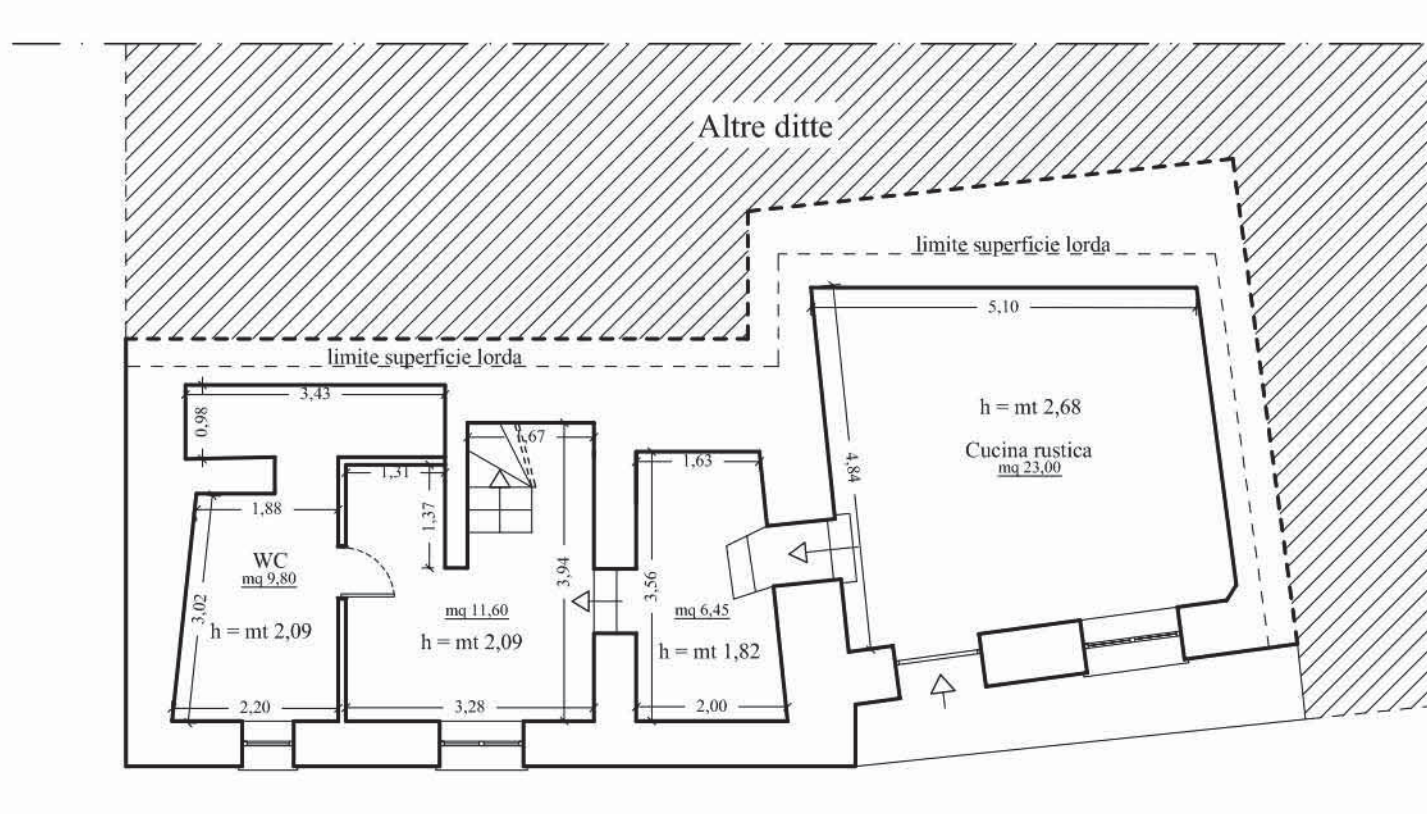 Altre ditte
limite superficie lorda
limite superficie lorda
5,10
h = mt 2,68
Cucina rustica
mq 23,00
4,84
3,43
0,98
1,31
1,37
1,67
1,63
1,88
WC
mq 9,80
h = mt 2,09
3,02
2,20
mq 11,60
h = mt 2,09
3,94
3,28
3,56
mq 6,45
h = mt 1,82
2,00